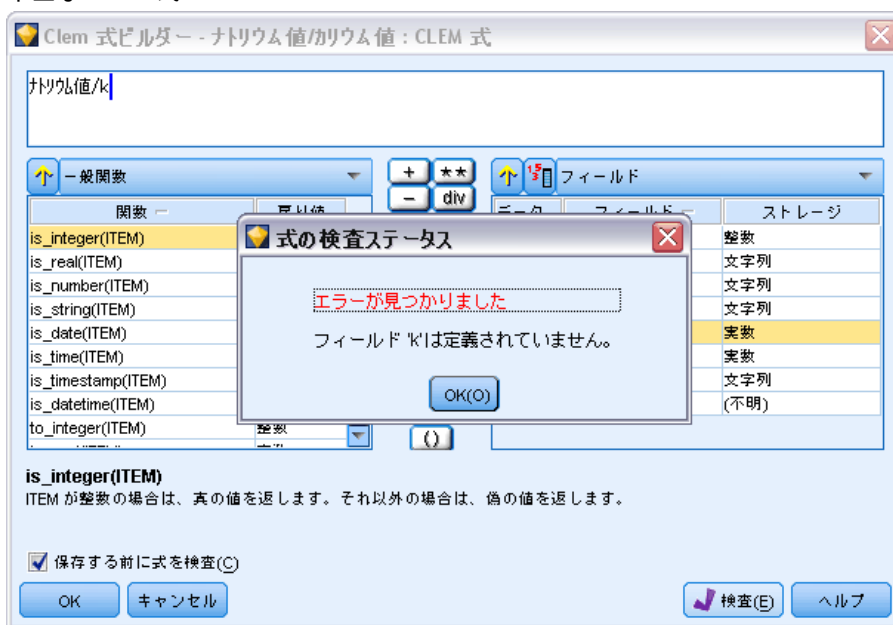 Clem 式ビルダー - ナトリウム値/カリウム値 : CLEM 式
ナトリウム値/k
一般関数
+
**
-
div
フィールド
関数
ストレージ
is_integer(ITEM)
整数
is_real(ITEM)
文字列
is_number(ITEM)
文字列
is_string(ITEM)
文字列
is_date(ITEM)
実数
is_time(ITEM)
実数
is_timestamp(ITEM)
文字列
is_datetime(ITEM)
(不明)
to_integer(ITEM)
整数
()
式の検査ステータス
エラーが見つかりました
フィールド 'k'は定義されていません。
OK(O)
is_integer(ITEM)
ITEM が整数の場合は、真の値を返します。それ以外の場合は、偽の値を返します。
保存する前に式を検査(C)
OK
キャンセル
検査(E)
ヘルプ